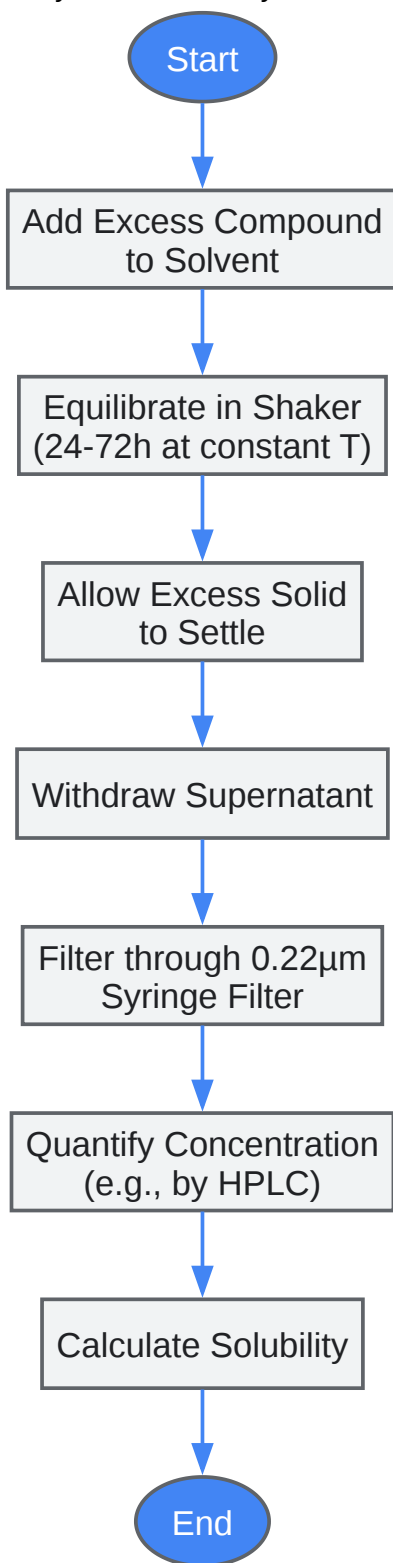 Start
Add Excess Compound
to Solvent
Equilibrate in Shaker
(24-72h at constant T)
Allow Excess Solid
to Settle
Withdraw Supernatant
Filter through 0.22µm
Syringe Filter
Quantify Concentration
(e.g., by HPLC)
Calculate Solubility
End